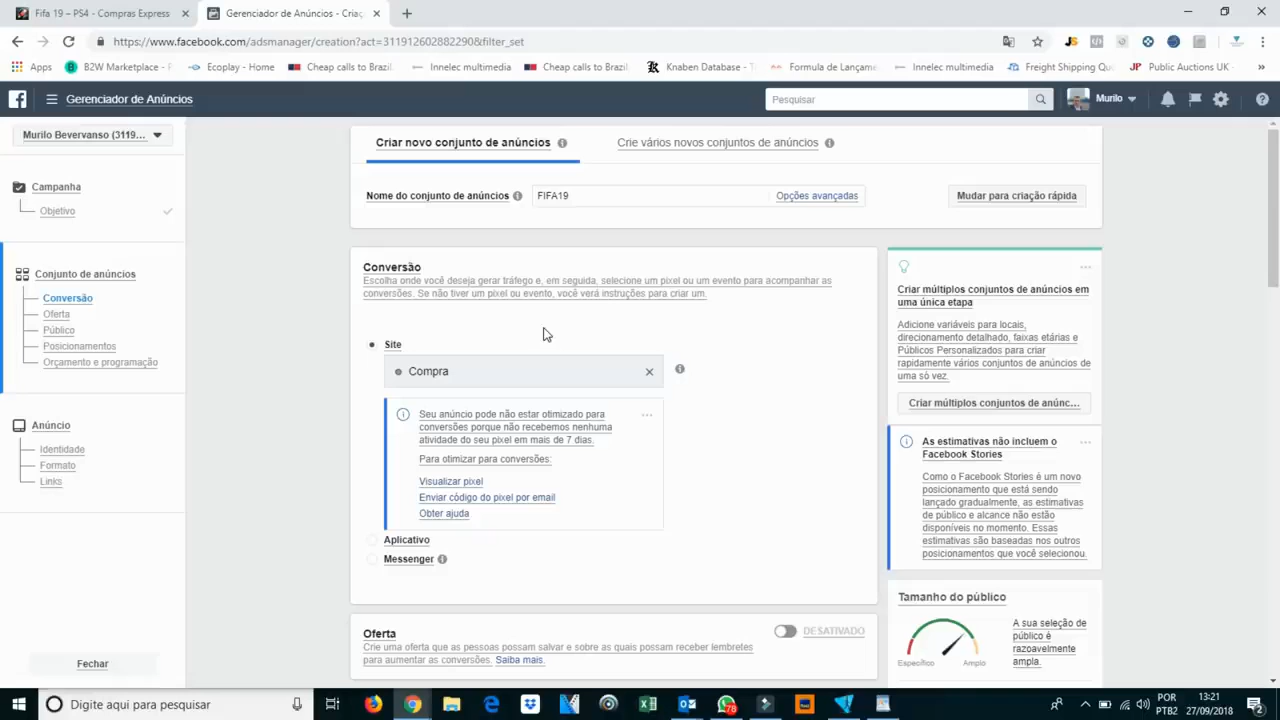 Fifa 19 – PS4 - Compras Express
Gerenciador de Anúncios - Criaç
https://www.facebook.com/adsmanager/creation?act=311912602882290&filter_set
Apps
B2W Marketplace - P
Ecoplay - Home
Cheap calls to Brazil
Innelec multimedia
Cheap calls to Brazil
Knaben Database - T
Formula de Lançame
Innelec multimedia
Freight Shipping Quo
Public Auctions UK -
Gerenciador de Anúncios
Pesquisar
Murilo
Murilo Bevervanso (3119...
Campanha
Objetivo
Conjunto de anúncios
Conversão
Oferta
Público
Posicionamentos
Orçamento e programação
Anúncio
Identidade
Formato
Links
Fechar
Criar novo conjunto de anúncios
Crie vários novos conjuntos de anúncios
Nome do conjunto de anúncios
FIFA19
Opções avançadas
Mudar para criação rápida
Conversão
Escolha onde você deseja gerar tráfego e, em seguida, selecione um pixel ou um evento para acompanhar as
conversões. Se não tiver um pixel ou evento, você verá instruções para criar um.
Site
Compra
Seu anúncio pode não estar otimizado para
conversões porque não recebemos nenhuma
atividade do seu pixel em mais de 7 dias.
Para otimizar para conversões:
Visualizar pixel
Enviar código do pixel por email
Obter ajuda
Aplicativo
Messenger
Oferta
DESATIVADO
Crie uma oferta que as pessoas possam salvar e sobre as quais possam receber lembretes
para aumentar as conversões. Saiba mais.
Criar múltiplos conjuntos de anúncios em
uma única etapa
Adicione variáveis para locais,
direcionamento detalhado, faixas etárias e
Públicos Personalizados para criar
rapidamente vários conjuntos de anúncios de
uma só vez.
Criar múltiplos conjuntos de anúnc...
As estimativas não incluem o
Facebook Stories
Como o Facebook Stories é um novo
posicionamento que está sendo
lançado gradualmente, as estimativas
de público e alcance não estão
disponíveis no momento. Essas
estimativas são baseadas nos outros
posicionamentos que você selecionou.
Tamanho do público
Específico
Amplo
A sua seleção de
público é
razoavelmente
ampla.
Digite aqui para pesquisar
78
POR
PTB2
13:21
27/09/2018
2